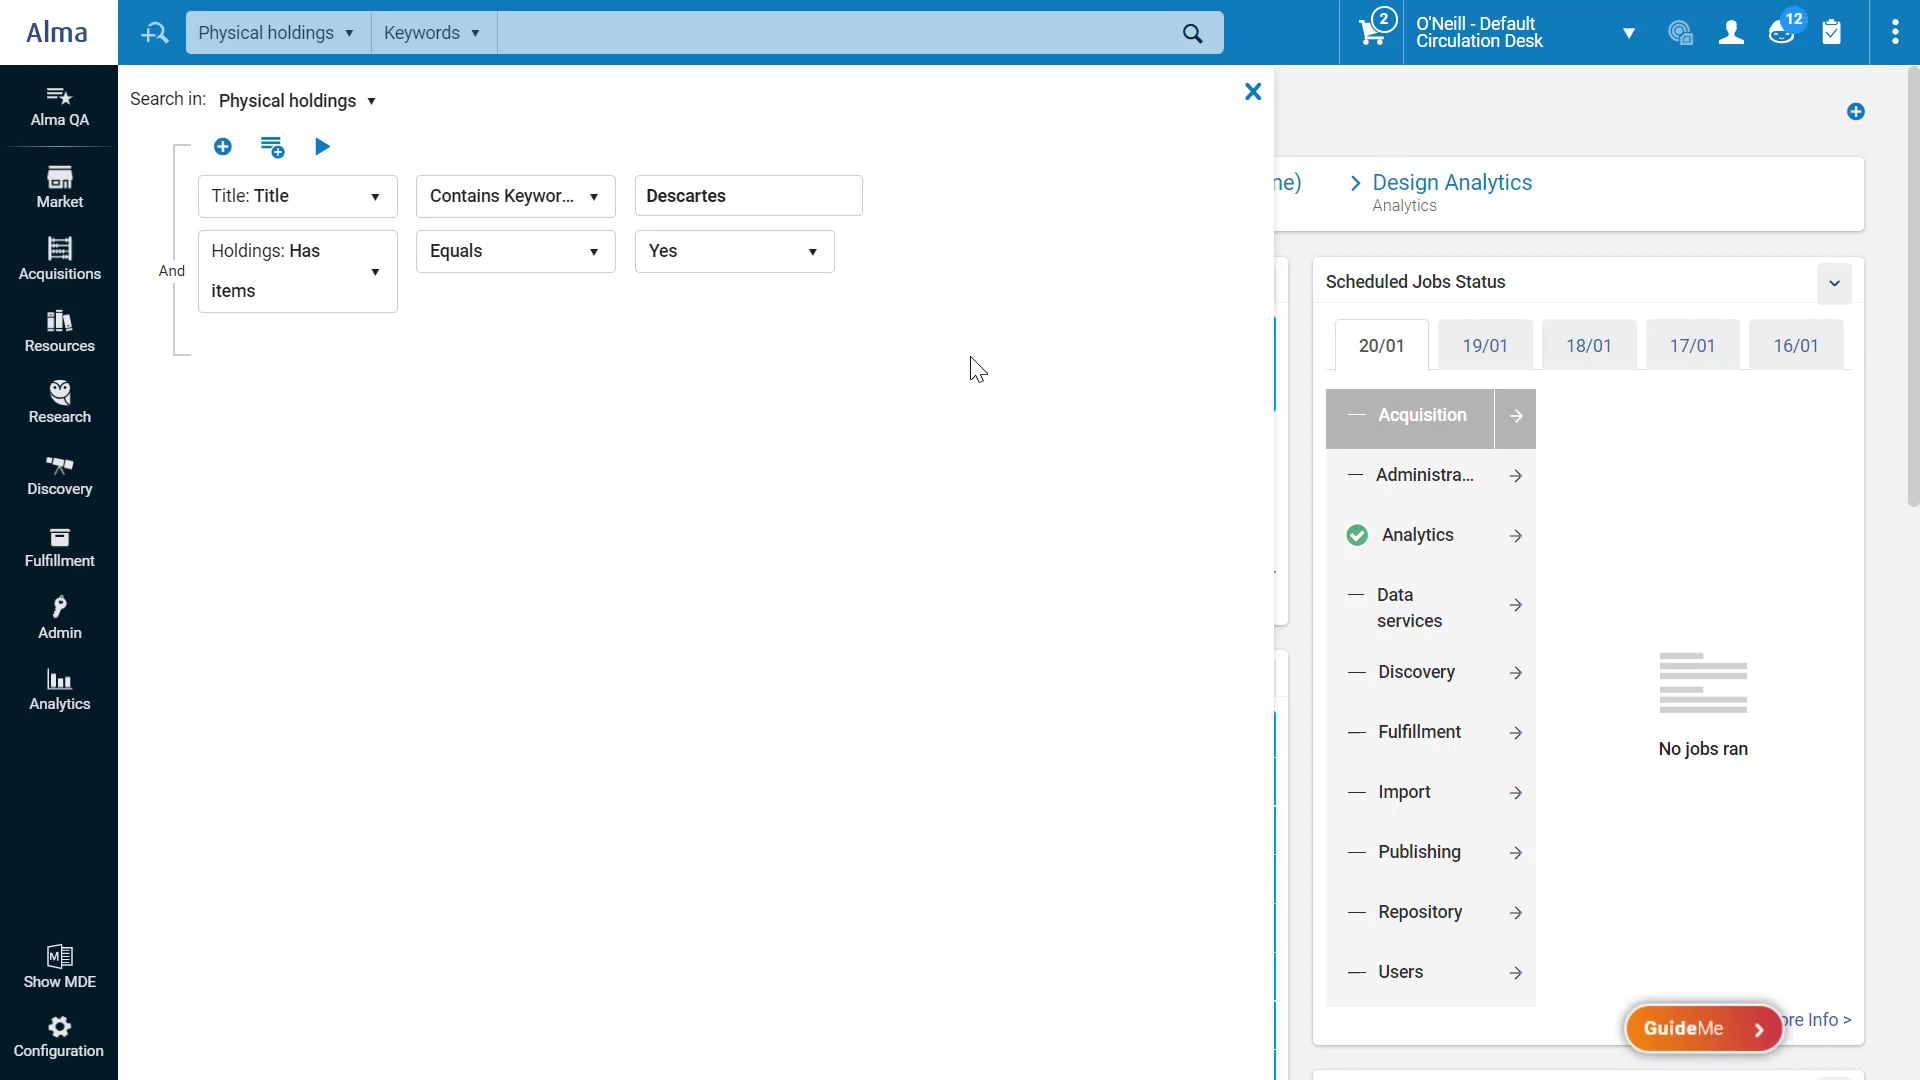 Alma
Physical holdings
Keywords
2
O'Neill - Default
Circulation Desk
12
Alma QA
Market
Acquisitions
Resources
Research
Discovery
Fulfillment
Admin
Analytics
Show MDE
Configuration
Search in: Physical holdings
Title: Title
Contains Keywor...
Descartes
And
Holdings: Has
items
Equals
Yes
ne)
Design Analytics
Analytics
Scheduled Jobs Status
20/01
19/01
18/01
17/01
16/01
Acquisition
Administra...
Analytics
Data
services
Discovery
Fulfillment
Import
Publishing
Repository
Users
No jobs ran
ore Info >
GuideMe